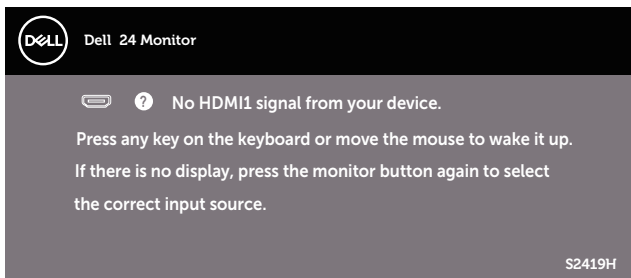 DELL Dell 24 Monitor
? No HDMI1 signal from your device.
Press any key on the keyboard or move the mouse to wake it up.
If there is no display, press the monitor button again to select
the correct input source.
S2419H